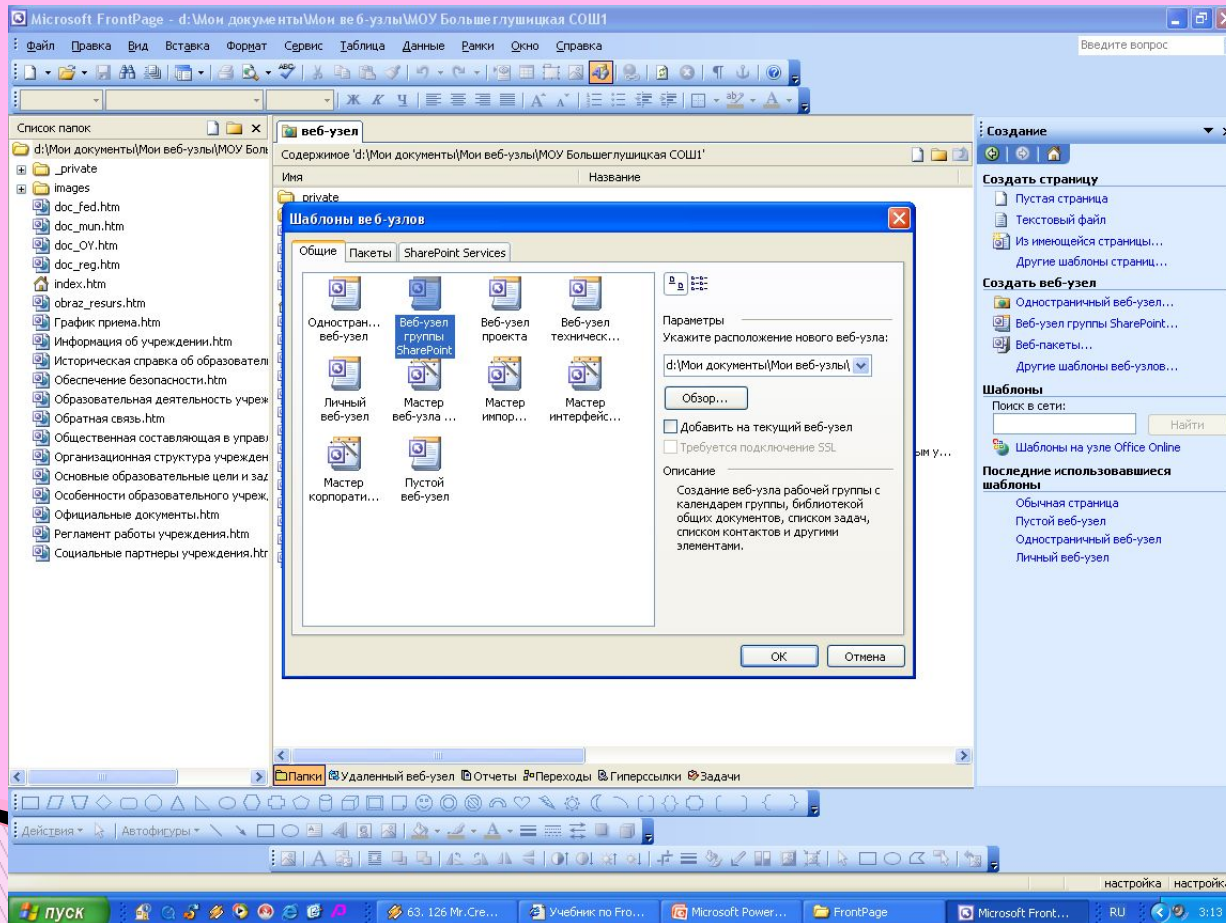 Microsoft FrontPage - d:\Мои документы\Мои веб-узлы\МОУ Большеглушицкая СОШ1
Файл Правка Вид Вставка Формат Сервис Таблица Данные Рамки Окно Справка
Введите вопрос
Ж К Ч
Список папок
d:\Мои документы\Мои веб-узлы\МОУ Боль
_private
images
doc_fed.htm
doc_mun.htm
doc_OY.htm
doc_reg.htm
index.htm
obraz_resurs.htm
График приема.htm
Информация об учреждении.htm
Историческая справка об образовател
Обеспечение безопасности.htm
Образовательная деятельность учреж
Обратная связь.htm
Общественная составляющая в управл
Организационная структура учрежден
Основные образовательные цели и зад
Особенности образовательного учреж.
Официальные документы.htm
Регламент работы учреждения.htm
Социальные партнеры учреждения.htm
веб-узел
Содержимое 'd:\Мои документы\Мои веб-узлы\МОУ Большеглушицкая СОШ1'
Имя Название
private
Шаблоны веб-узлов
Общие Пакеты SharePoint Services
Одностран... веб-узел
Веб-узел группы SharePoint
Веб-узел проекта
Веб-узел техническ...
Личный веб-узел
Мастер веб-узла ...
Мастер импор...
Мастер интерфейс...
Мастер корпорати...
Пустой веб-узел
Параметры
Укажите расположение нового веб-узла:
d:\Мои документы\Мои веб-узлы\
Обзор...
Добавить на текущий веб-узел
Требуется подключение SSL
Описание
Создание веб-узла рабочей группы с
календарем группы, библиотекой
общих документов, списком задач,
списком контактов и другими
элементами.
ОК Отмена
ым у...
Папки Удаленный веб-узел Отчеты Переходы Гиперссылки Задачи
Создание
Создать страницу
Пустая страница
Текстовый файл
Из имеющейся страницы...
Другие шаблоны страниц...
Создать веб-узел
Одностраничный веб-узел...
Веб-узел группы SharePoint...
Веб-пакеты...
Другие шаблоны веб-узлов...
Шаблоны
Поиск в сети:
Найти
Шаблоны на узле Office Online
Последние использовавшиеся
шаблоны
Обычная страница
Пустой веб-узел
Одностраничный веб-узел
Личный веб-узел
Действия Автофигуры
настройка настройка
пуск
63. 126 Mr.Cre...
Учебник по Fro...
Microsoft Power...
FrontPage
Microsoft Front...
RU
3:13